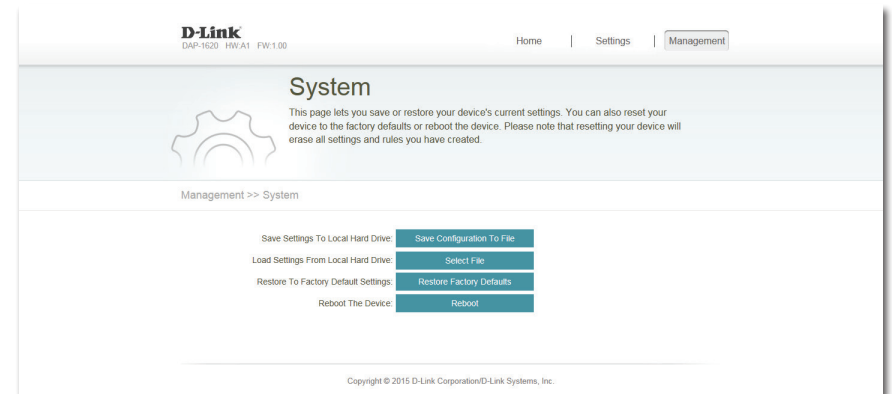 D-Link
DAP-1620 HW:A1 FW:1.00
Home | Settings | Management
System
This page lets you save or restore your device's current settings. You can also reset your
device to the factory defaults or reboot the device. Please note that resetting your device will
erase all settings and rules you have created.
Management >> System
Save Settings To Local Hard Drive: Save Configuration To File
Load Settings From Local Hard Drive: Select File
Restore To Factory Default Settings: Restore Factory Defaults
Reboot The Device: Reboot
Copyright © 2015 D-Link Corporation/D-Link Systems, Inc.